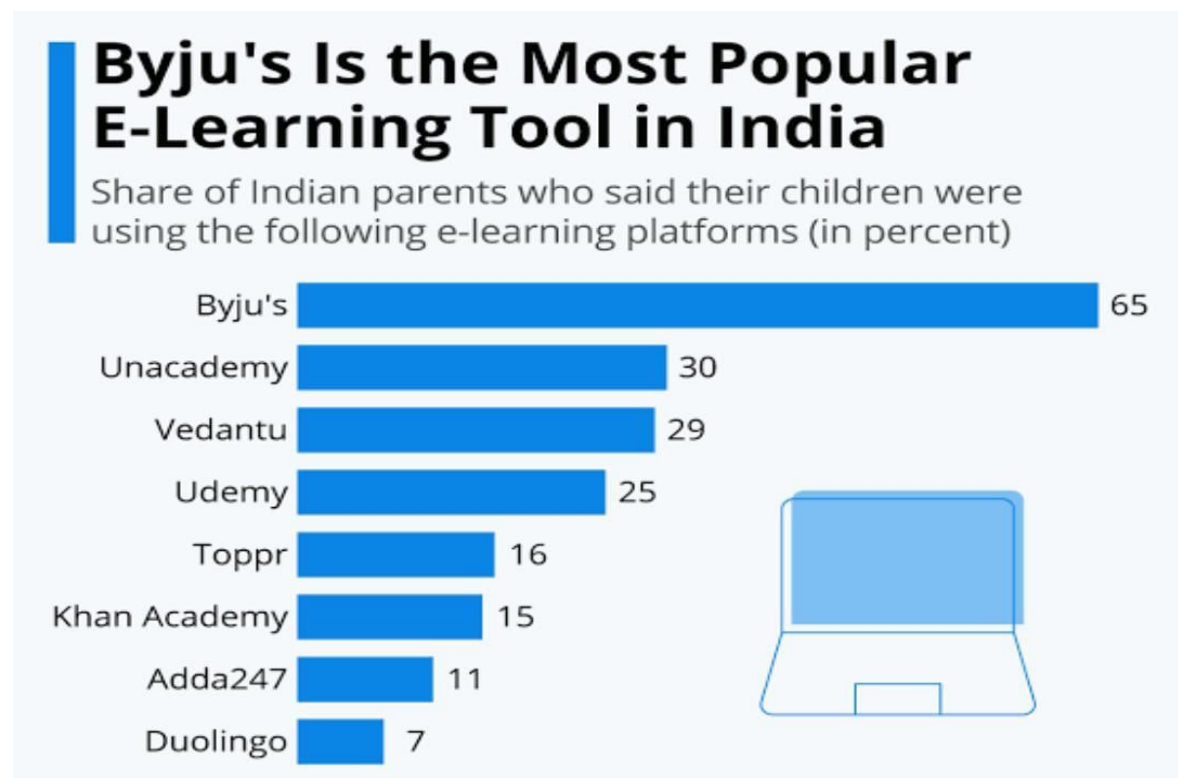 Byju's Is the Most Popular
E-Learning Tool in India
Share of Indian parents who said their children were
using the following e-learning platforms (in percent)
Byju's 65
Unacademy 30
Vedantu 29
Udemy 25
Toppr 16
Khan Academy 15
Adda247 11
Duolingo 7